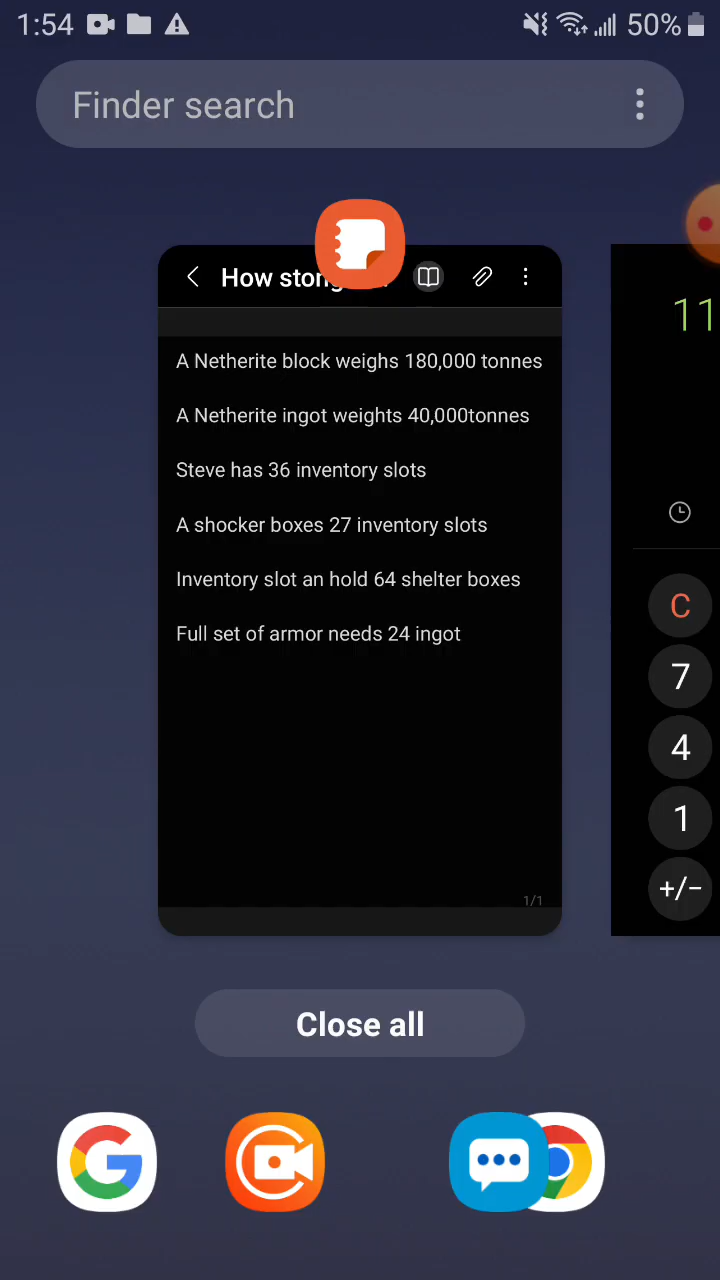 1:54
50%
Finder search
How stong
A Netherite block weighs 180,000 tonnes
A Netherite ingot weights 40,000tonnes
Steve has 36 inventory slots
A shocker boxes 27 inventory slots
Inventory slot an hold 64 shelter boxes
Full set of armor needs 24 ingot
1/1
11
C
7
4
1
+/−
Close all